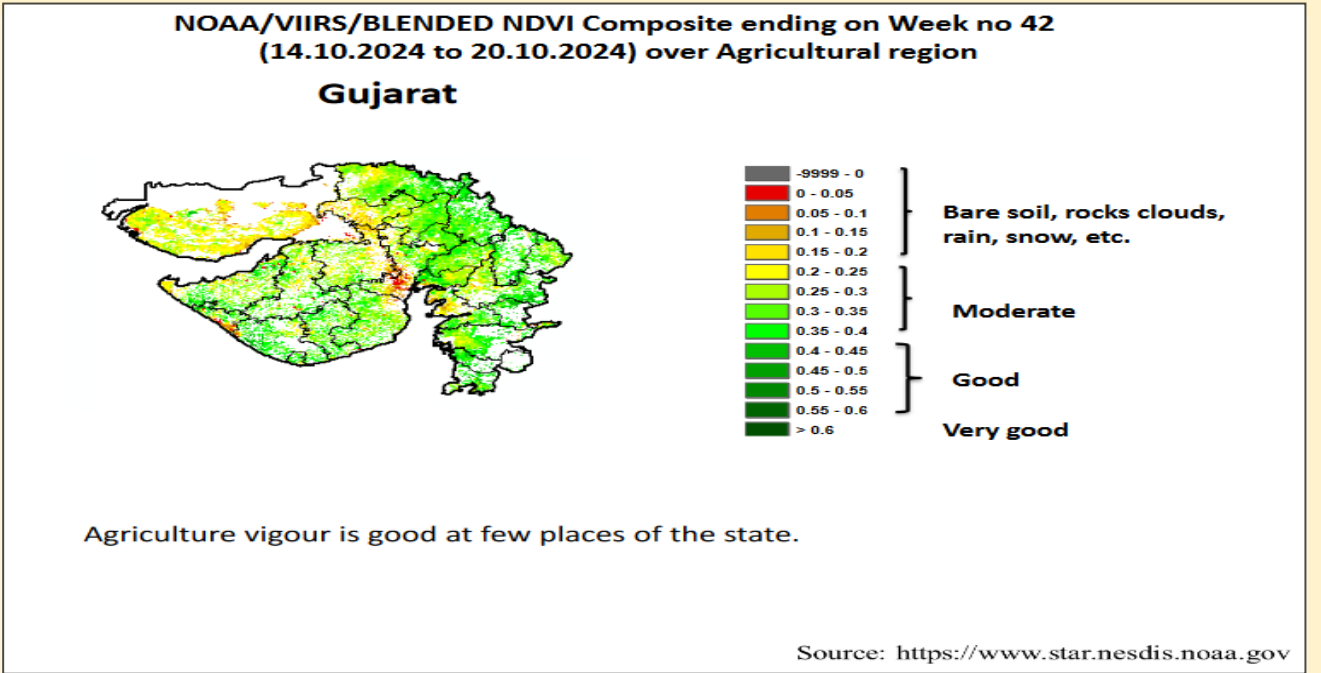 NOAA/VIIRS/BLENDED NDVI Composite ending on Week no 42
(14.10.2024 to 20.10.2024) over Agricultural region
Gujarat
-9999 - 0
0 - 0.05
0.05 - 0.1
0.1 - 0.15
0.15 - 0.2
0.2 - 0.25
0.25 - 0.3
0.3 - 0.35
0.35 - 0.4
0.4 - 0.45
0.45 - 0.5
0.5 - 0.55
0.55 - 0.6
> 0.6
Bare soil, rocks clouds,
rain, snow, etc.
Moderate
Good
Very good
Agriculture vigour is good at few places of the state.
Source: https://www.star.nesdis.noaa.gov